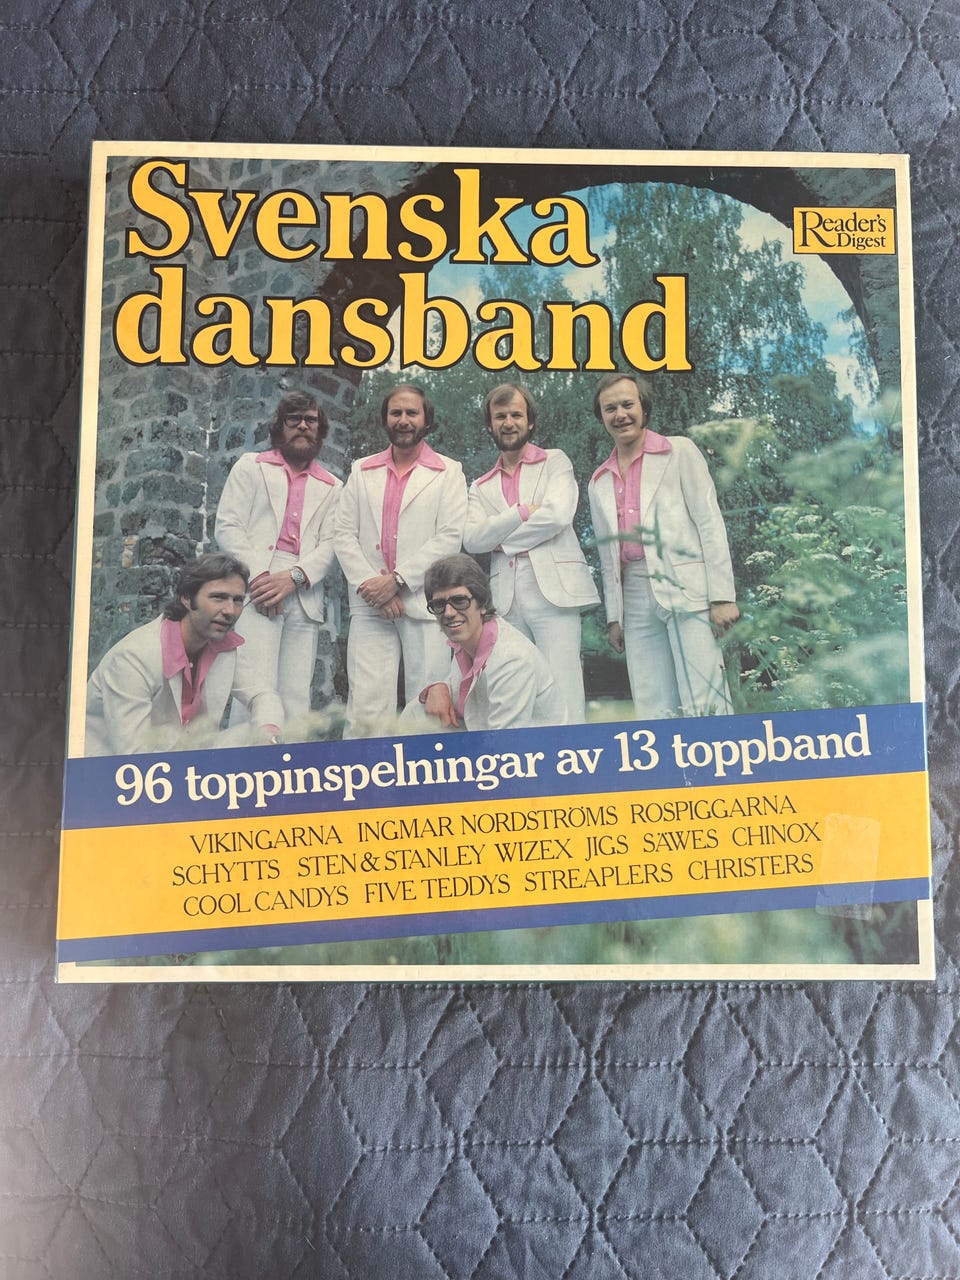 Svenska
dansband
Reader's
Digest
96 toppinspelningar av 13 toppband
VIKINGARNA INGMAR NORDSTRÖMS ROSPIGGARNA
SCHYTTS STEN & STANLEY WIZEX JIGS SÄWES CHINOX
COOL CANDYS FIVE TEDDYS STREAPLERS CHRISTERS